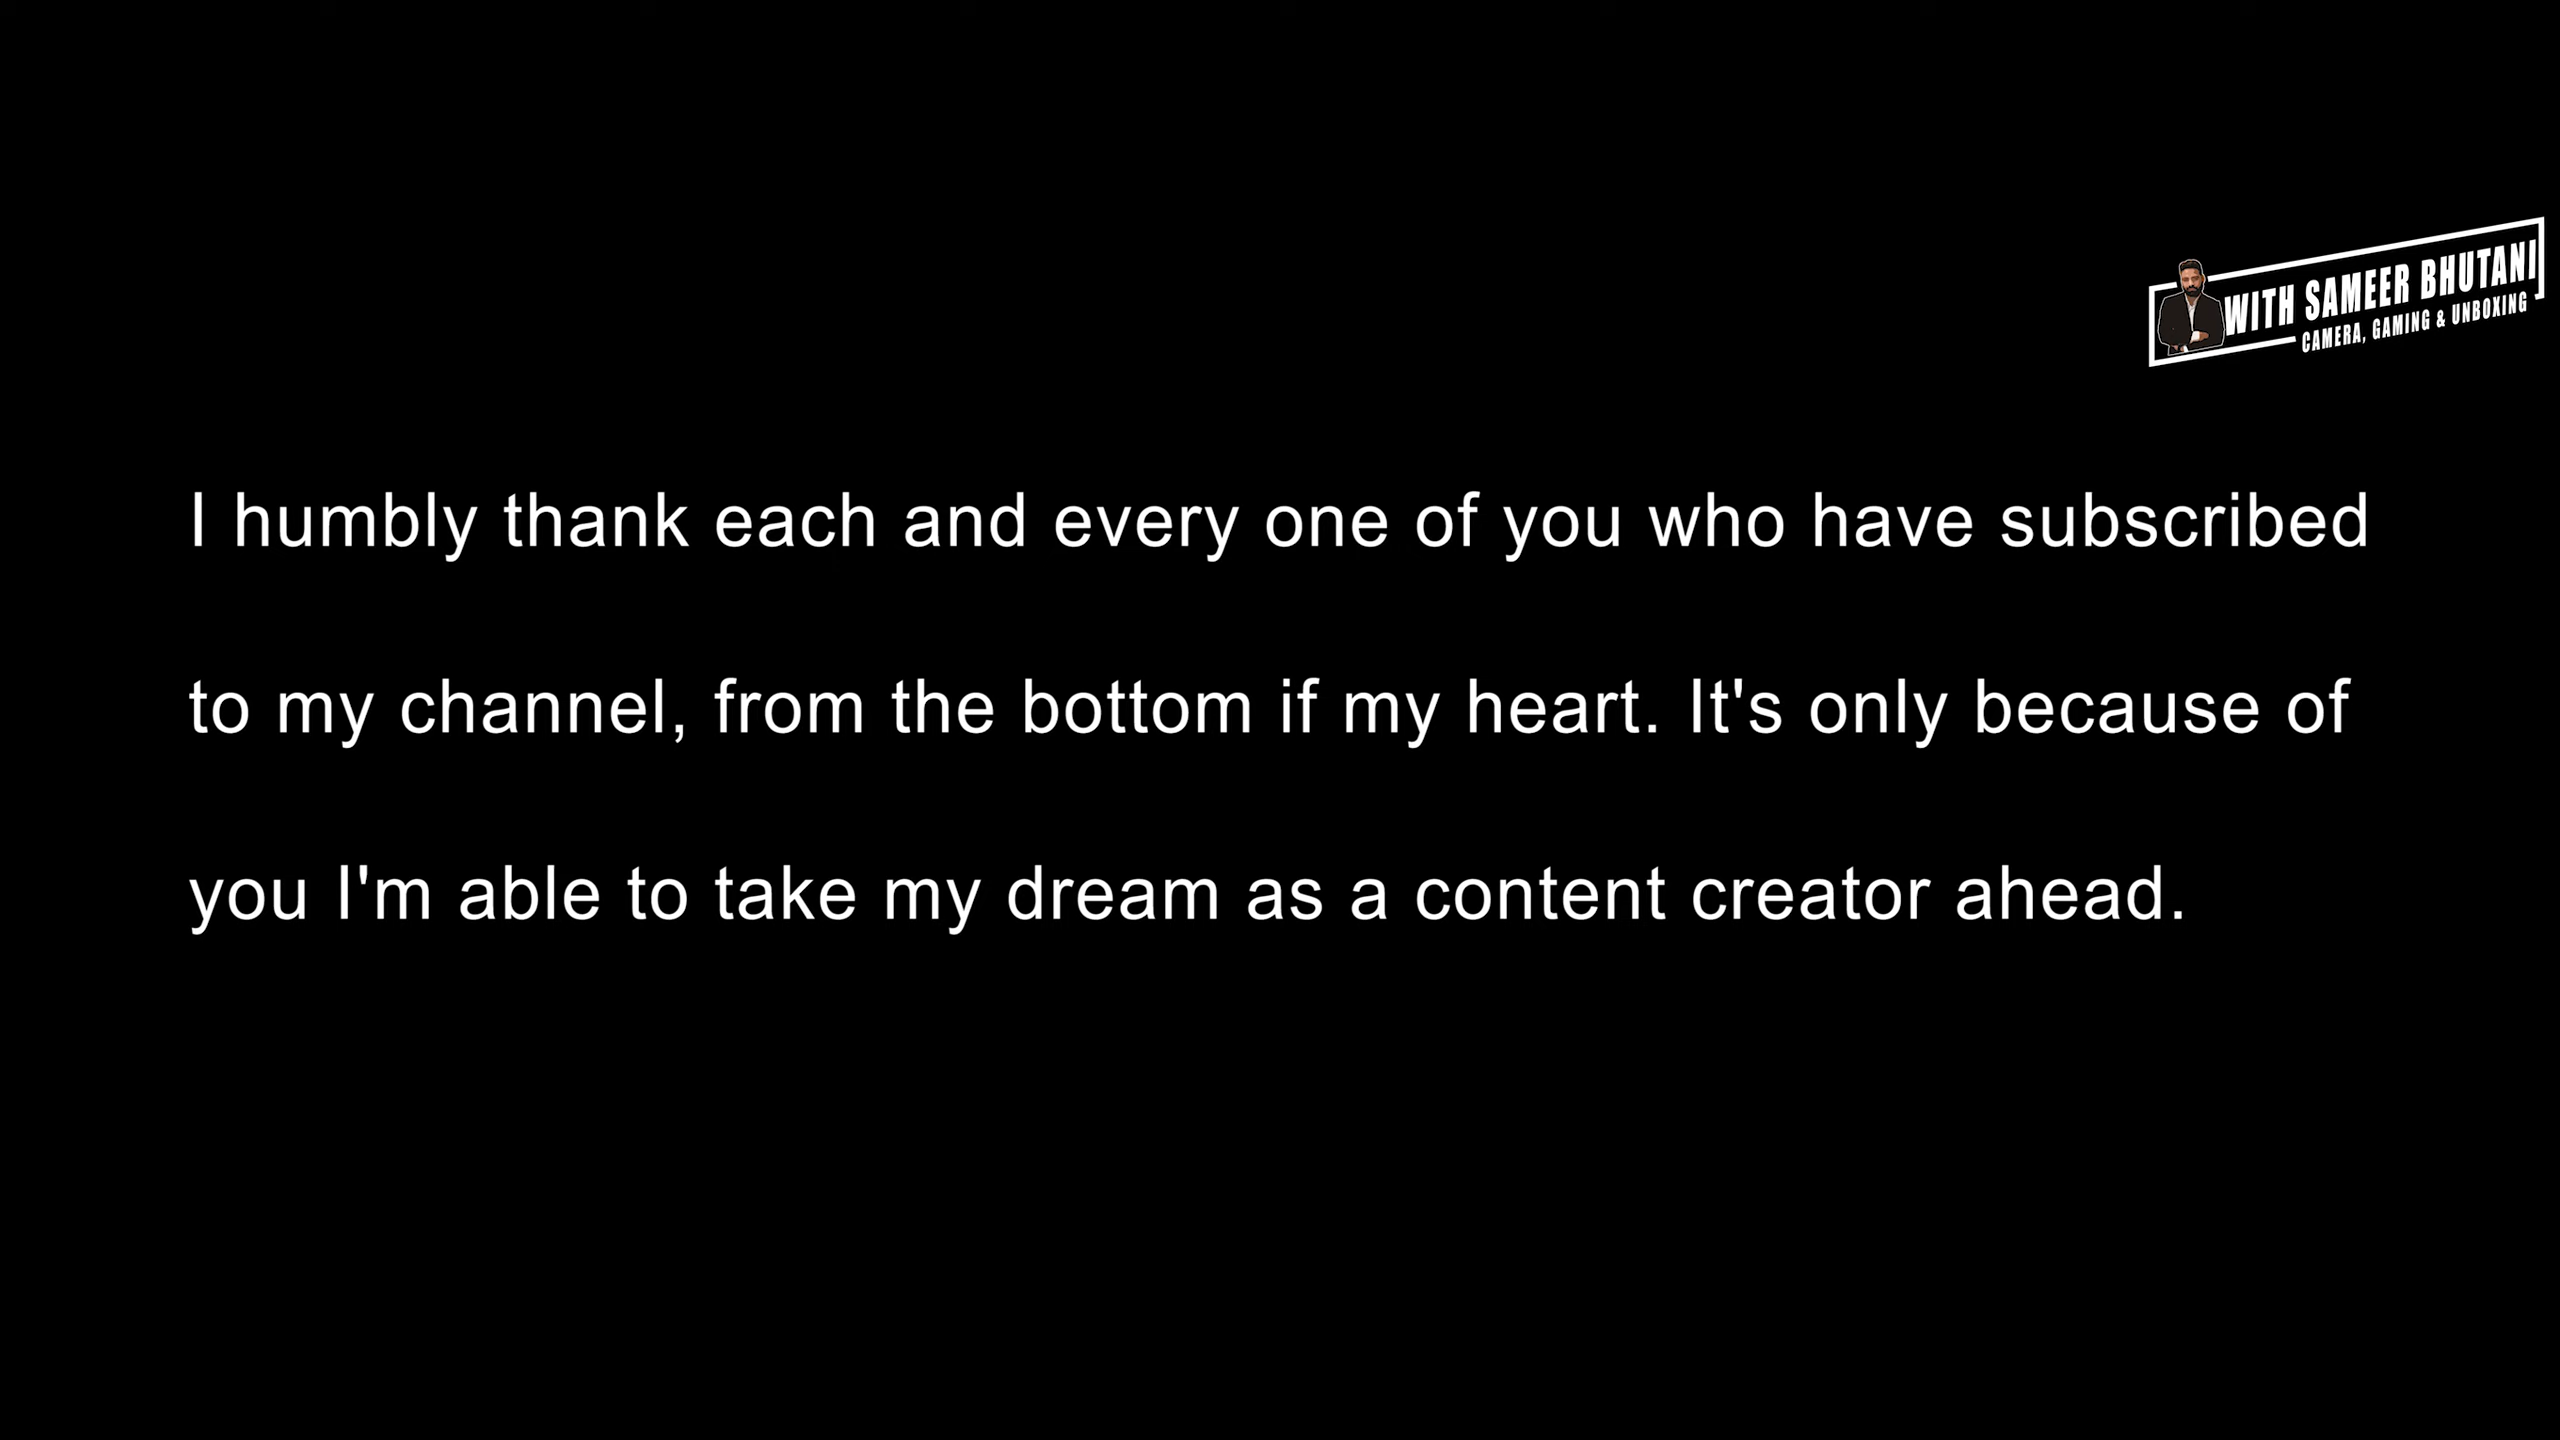 WITH SAMEER BHUTANI
CAMERA, GAMING & UNBOXING
I humbly thank each and every one of you who have subscribed
to my channel, from the bottom if my heart. It's only because of
you I'm able to take my dream as a content creator ahead.